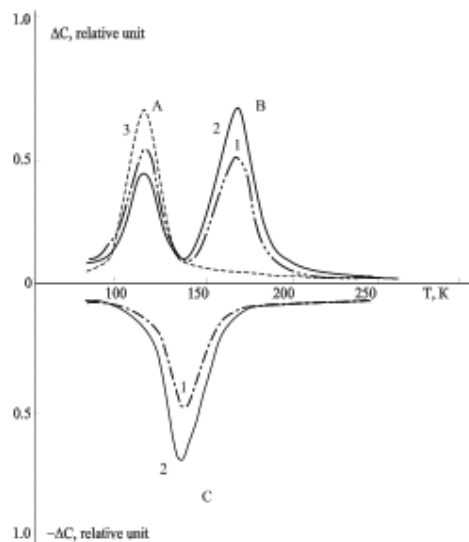 1.0
ΔC, relative unit
A
B
3
2
1
0.5
0
100
150
200
250
T, K
1
0.5
2
C
1.0
−ΔC, relative unit